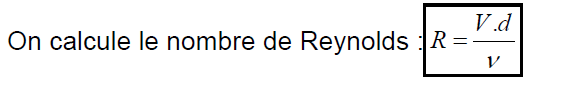 On calcule le nombre de Reynolds : R = V.d / ν